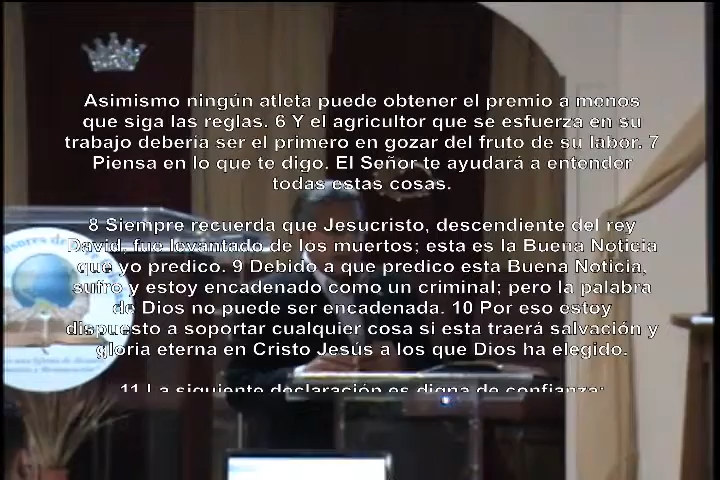 Asimismo ningún atleta puede obtener el premio a menos
que siga las reglas. 6 Y el agricultor que se esfuerza en su
trabajo debería ser el primero en gozar del fruto de su labor. 7
Piensa en lo que te digo. El Señor te ayudará a entender
todas estas cosas.
8 Siempre recuerda que Jesucristo, descendiente del rey
David, fue levantado de los muertos; esta es la Buena Noticia
que yo predico. 9 Debido a que predico esta Buena Noticia,
sufro y estoy encadenado como un criminal; pero la palabra
de Dios no puede ser encadenada. 10 Por eso estoy
dispuesto a soportar cualquier cosa si esta traerá salvación y
gloria eterna en Cristo Jesús a los que Dios ha elegido.
11 La siguiente declaración es digna de confianza: